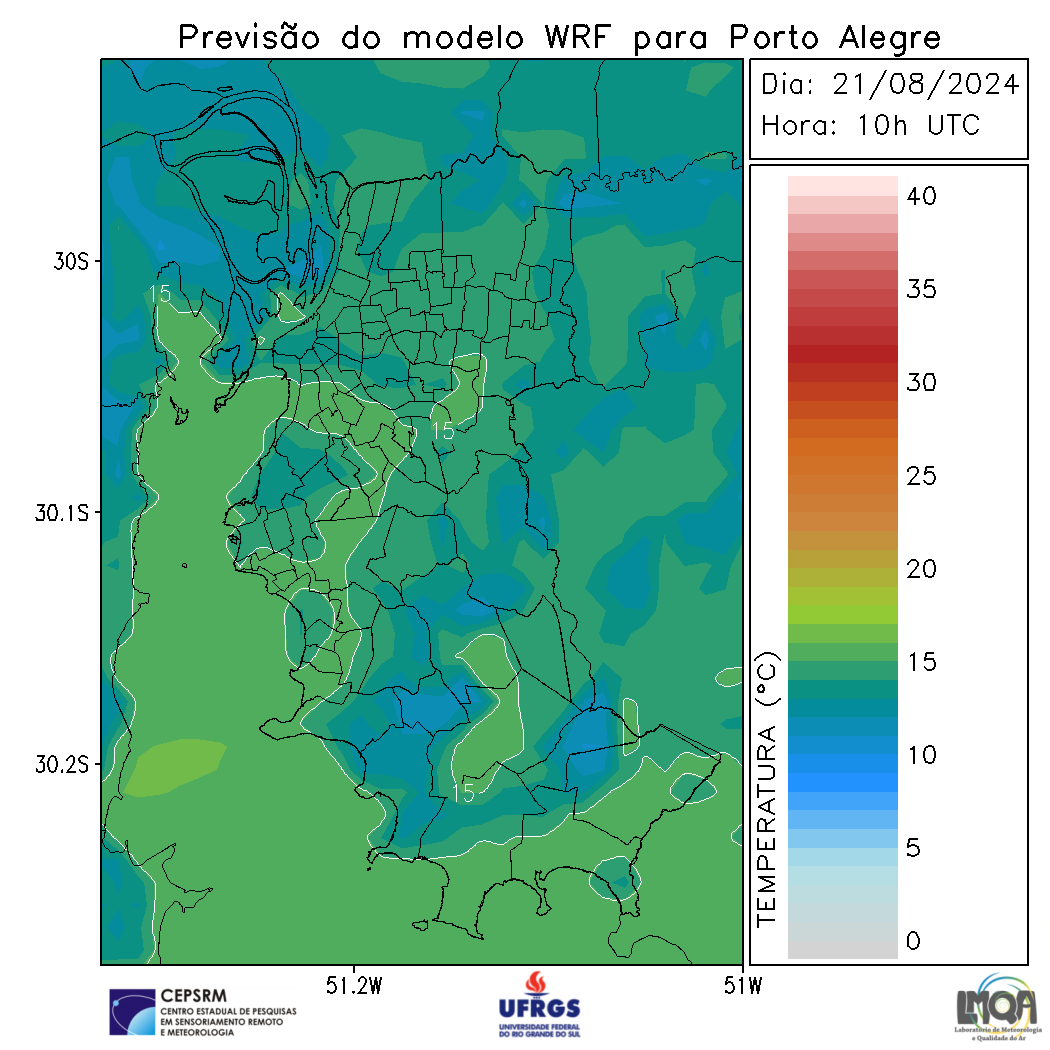 Previsão do modelo WRF para Porto Alegre
Dia: 21/08/2024
Hora: 10h UTC
40
35
30
25
20
15
10
5
0
TEMPERATURA (°C)
30S
30.1S
30.2S
51.2W
51W
15
15
15
CEPSRM
CENTRO ESTADUAL DE PESQUISAS
EM SENSORIAMENTO REMOTO
E METEOROLOGIA
UFRGS
UNIVERSIDADE FEDERAL
DO RIO GRANDE DO SUL
LMQA
Laboratório de Meteorologia
e Qualidade do Ar